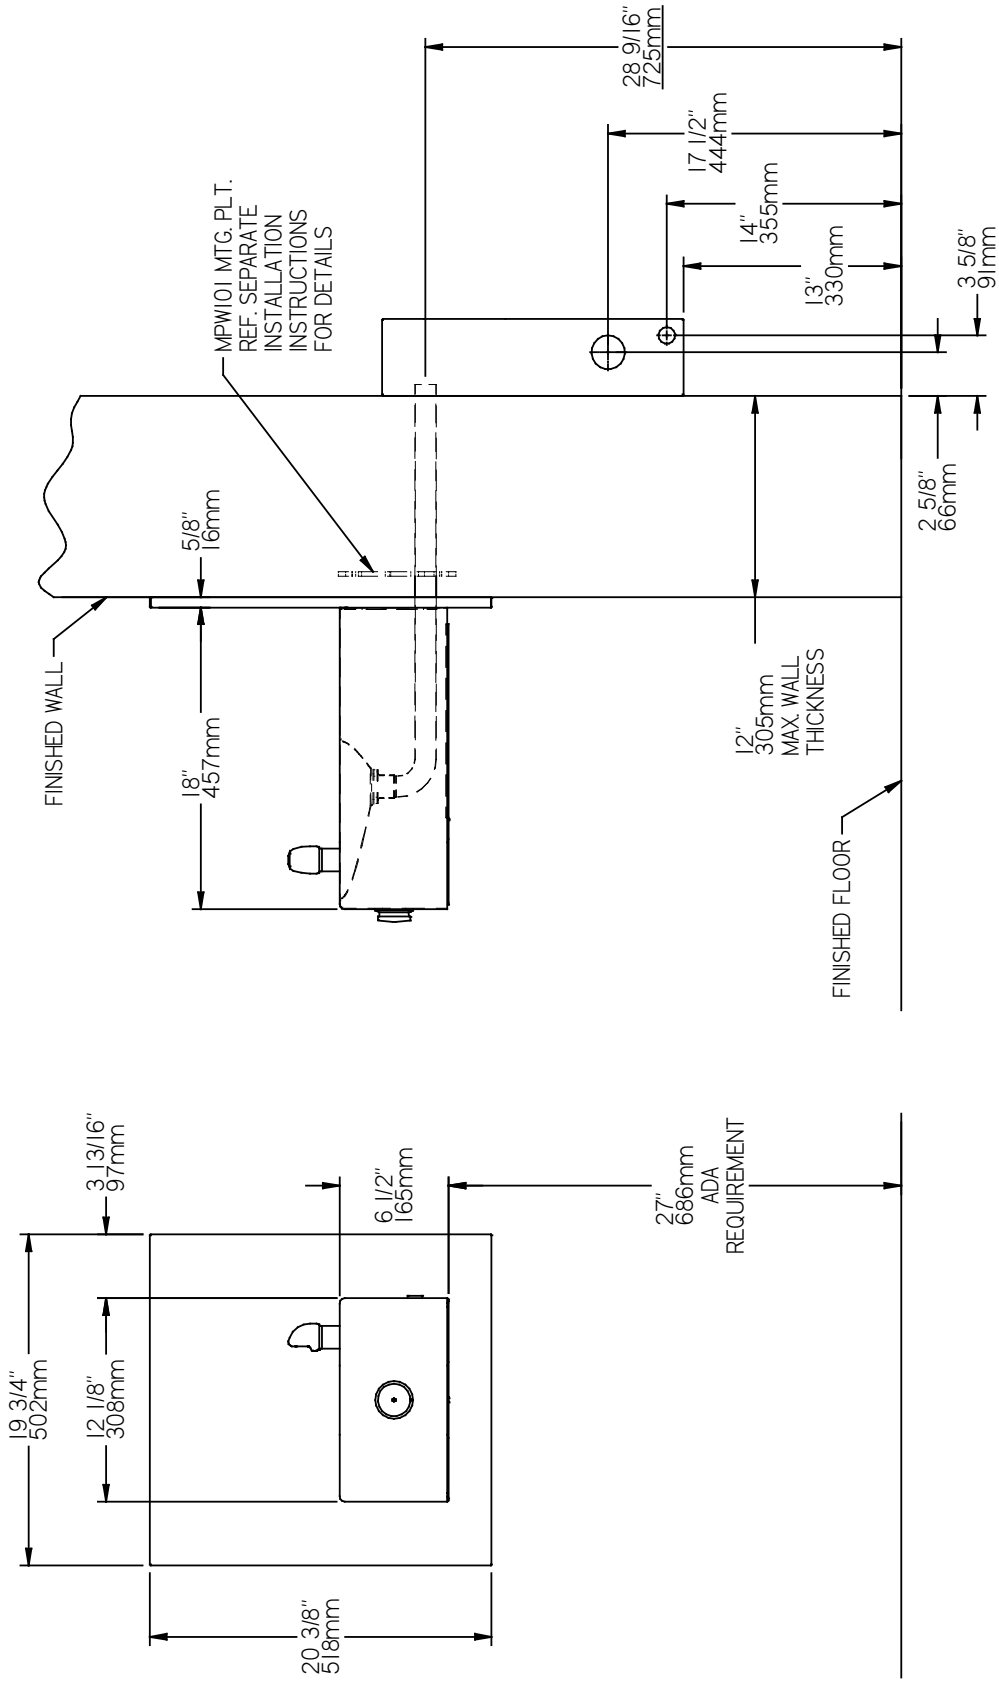 19 3/4"
502mm
12 1/8"
308mm
3 13/16"
97mm
20 3/8"
518mm
6 1/2"
165mm
27"
686mm
ADA
REQUIREMENT
FINISHED WALL
18"
457mm
5/8"
16mm
MPW101 MTG. PLT.
REF. SEPARATE
INSTALLATION
INSTRUCTIONS
FOR DETAILS
12"
305mm
MAX. WALL
THICKNESS
FINISHED FLOOR
28 9/16"
725mm
17 1/2"
444mm
14"
355mm
13"
330mm
2 5/8"
66mm
3 5/8"
91mm